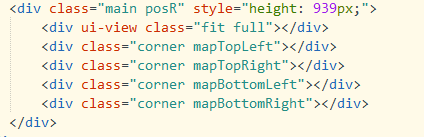 <div class="main posR" style="height: 939px;">
    <div ui-view class="fit full"></div>
    <div class="corner mapTopLeft"></div>
    <div class="corner mapTopRight"></div>
    <div class="corner mapBottomLeft"></div>
    <div class="corner mapBottomRight"></div>
</div>